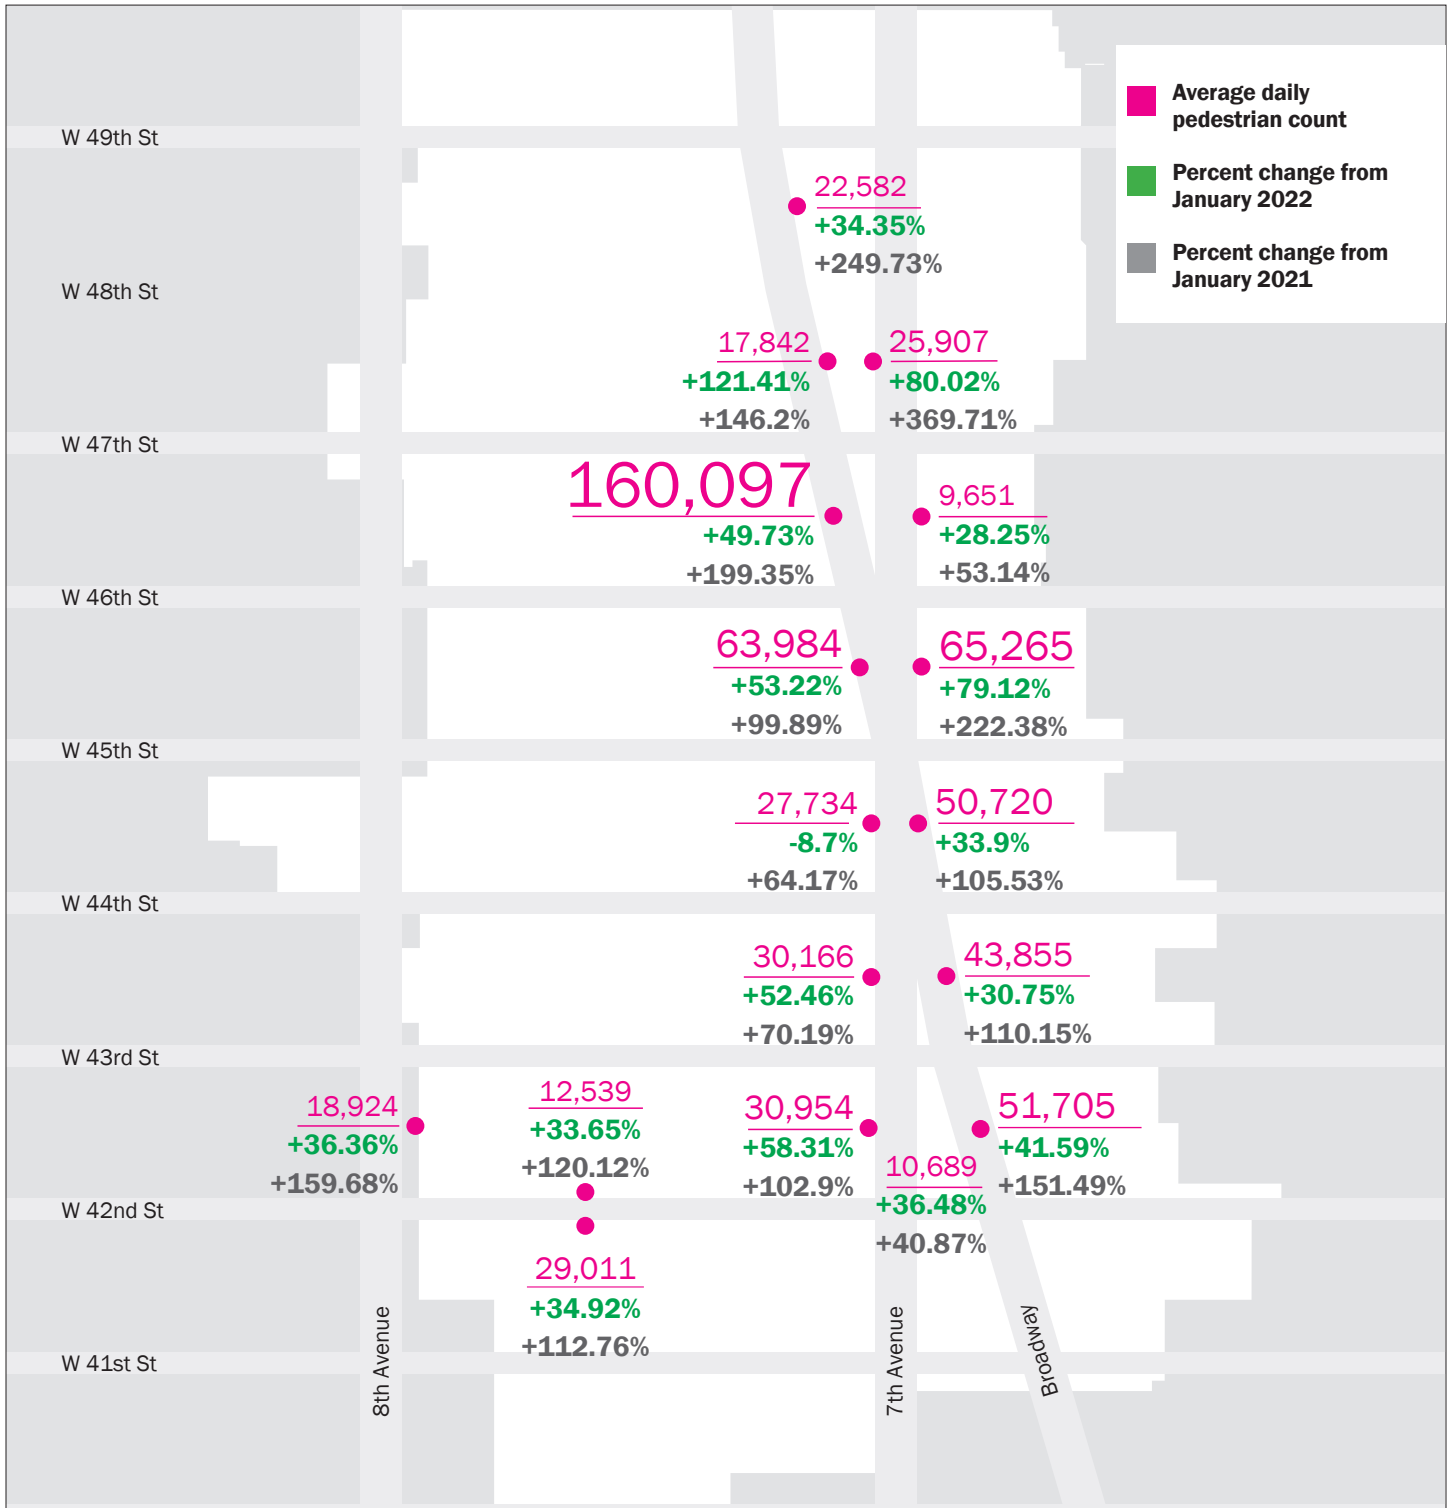 Average daily
pedestrian count
Percent change from
January 2022
Percent change from
January 2021
W 49th St
22,582
+34.35%
+249.73%
W 48th St
17,842
+121.41%
+146.2%
25,907
+80.02%
+369.71%
W 47th St
160,097
+49.73%
+199.35%
9,651
+28.25%
+53.14%
W 46th St
63,984
+53.22%
+99.89%
65,265
+79.12%
+222.38%
W 45th St
27,734
-8.7%
+64.17%
50,720
+33.9%
+105.53%
W 44th St
30,166
+52.46%
+70.19%
43,855
+30.75%
+110.15%
W 43rd St
18,924
+36.36%
+159.68%
12,539
+33.65%
+120.12%
30,954
+58.31%
+102.9%
10,689
+36.48%
+40.87%
51,705
+41.59%
+151.49%
W 42nd St
29,011
+34.92%
+112.76%
W 41st St
8th Avenue
7th Avenue
Broadway